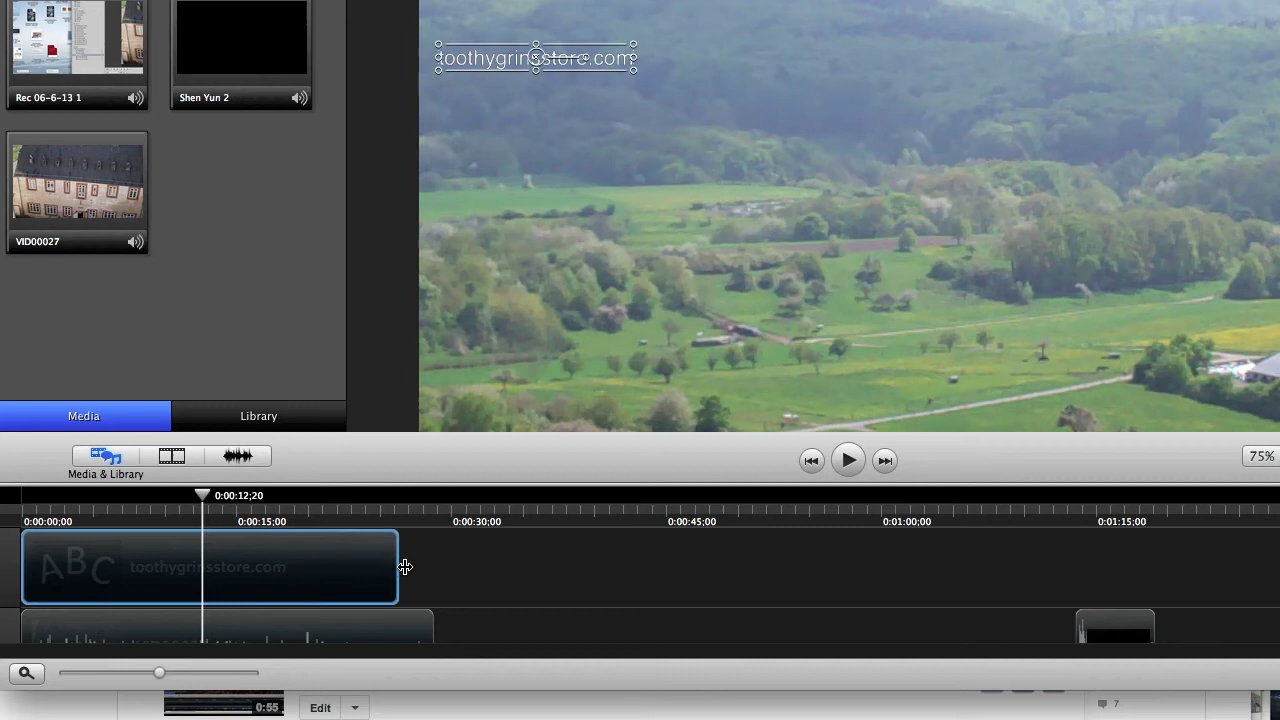 toothygrinsstore.com
Rec 06-6-13 1
Shen Yun 2
VID00027
Media
Library
Media & Library
75%
0:00:12;20
0:00:00;00
0:00:15;00
0:00:30;00
0:00:45;00
0:01:00;00
0:01:15;00
ABC
toothygrinsstore.com
0:55
Edit
7